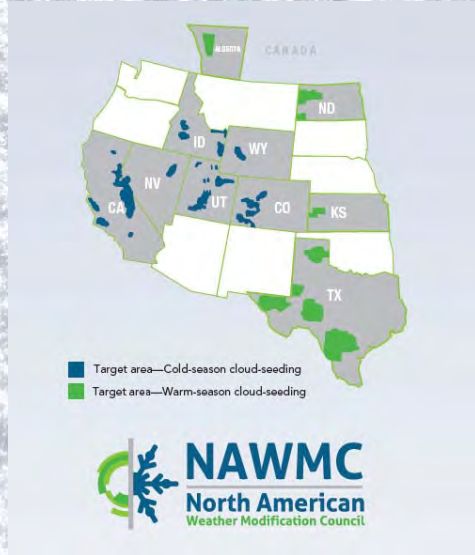 ALBERTA
CANADA
ND
ID
WY
NV
UT
CO
KS
CA
TX
Target area—Cold-season cloud-seeding
Target area—Warm-season cloud-seeding
NAWMC
North American
Weather Modification Council